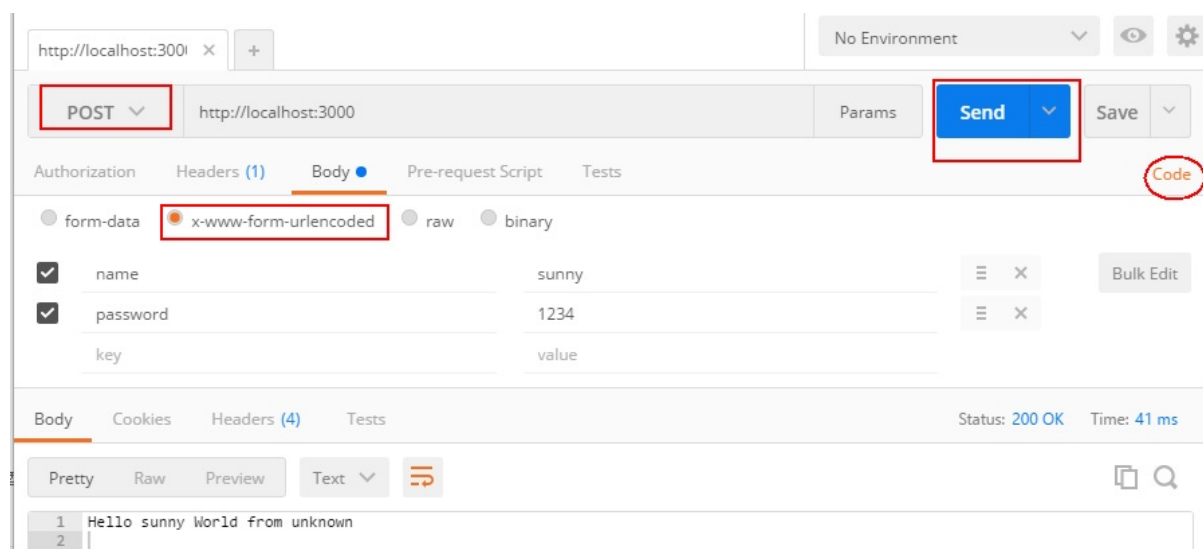 http://localhost:300 No Environment
POST http://localhost:3000 Params Send Save
Authorization Headers (1) Body Pre-request Script Tests Code
form-data x-www-form-urlencoded raw binary
name sunny Bulk Edit
password 1234
key value
Body Cookies Headers (4) Tests Status: 200 OK Time: 41 ms
Pretty Raw Preview Text
1 Hello sunny World from unknown
2